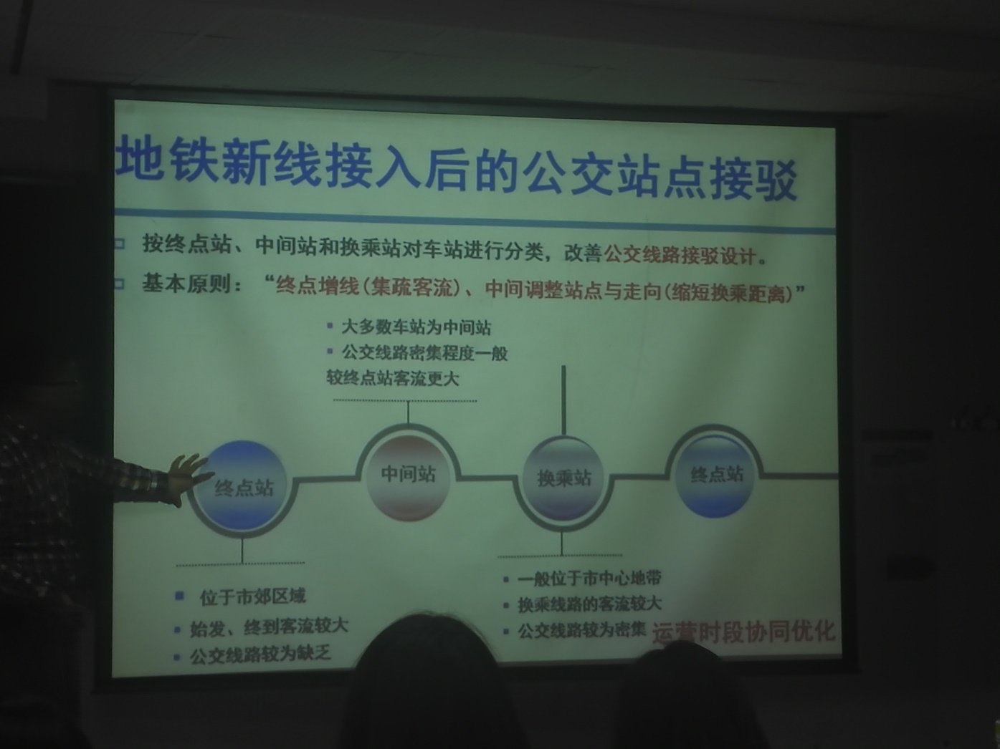 地铁新线接入后的公交站点接驳
按终点站、中间站和换乘站对车站进行分类，改善公交线路接驳设计。
基本原则：“终点增线(集疏客流)、中间调整站点与走向(缩短换乘距离)”
大多数车站为中间站
公交线路密集程度一般
较终点站客流更大
终点站
中间站
换乘站
终点站
位于市郊区域
始发、终到客流较大
公交线路较为缺乏
一般位于市中心地带
换乘线路的客流较大
公交线路较为密集
运营时段协同优化